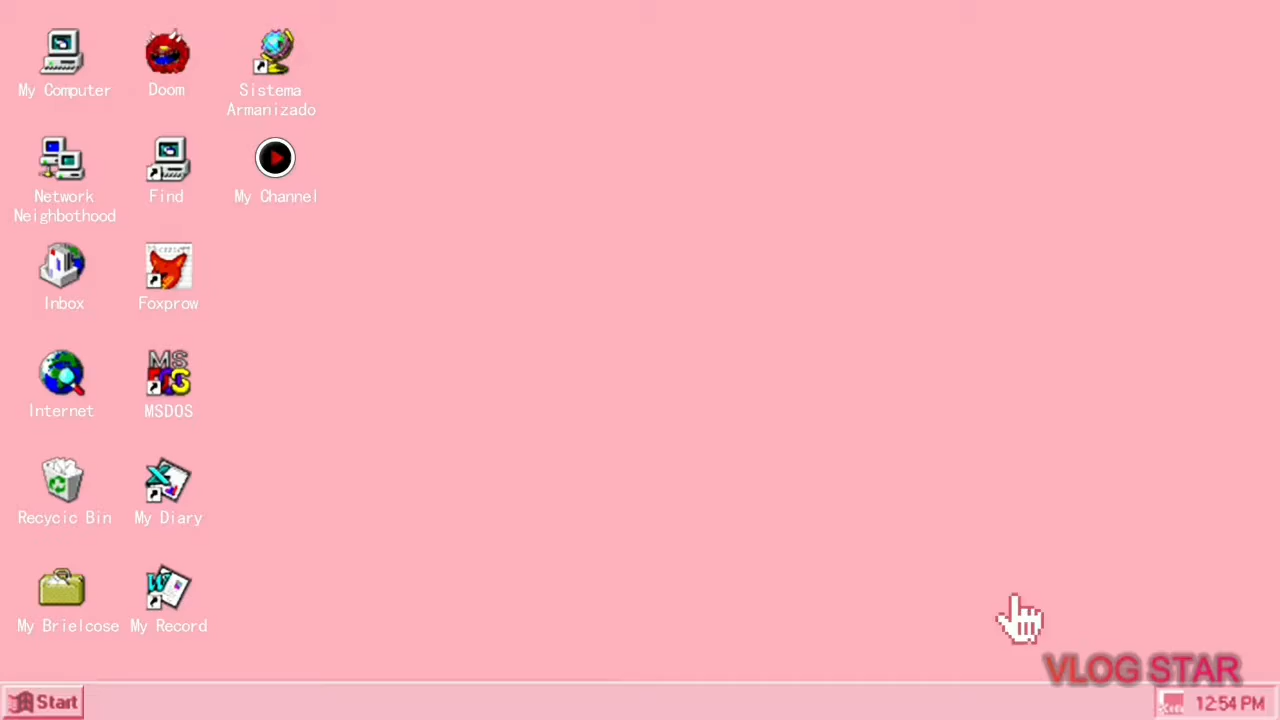 My Computer
Doom
Sistema
Armanizado
Network
Neighbothood
Find
My Channel
Inbox
Foxprow
Internet
MS
MSDOS
Recycic Bin
My Diary
My Brielcose
My Record
VLOG STAR
Start
12:54 PM